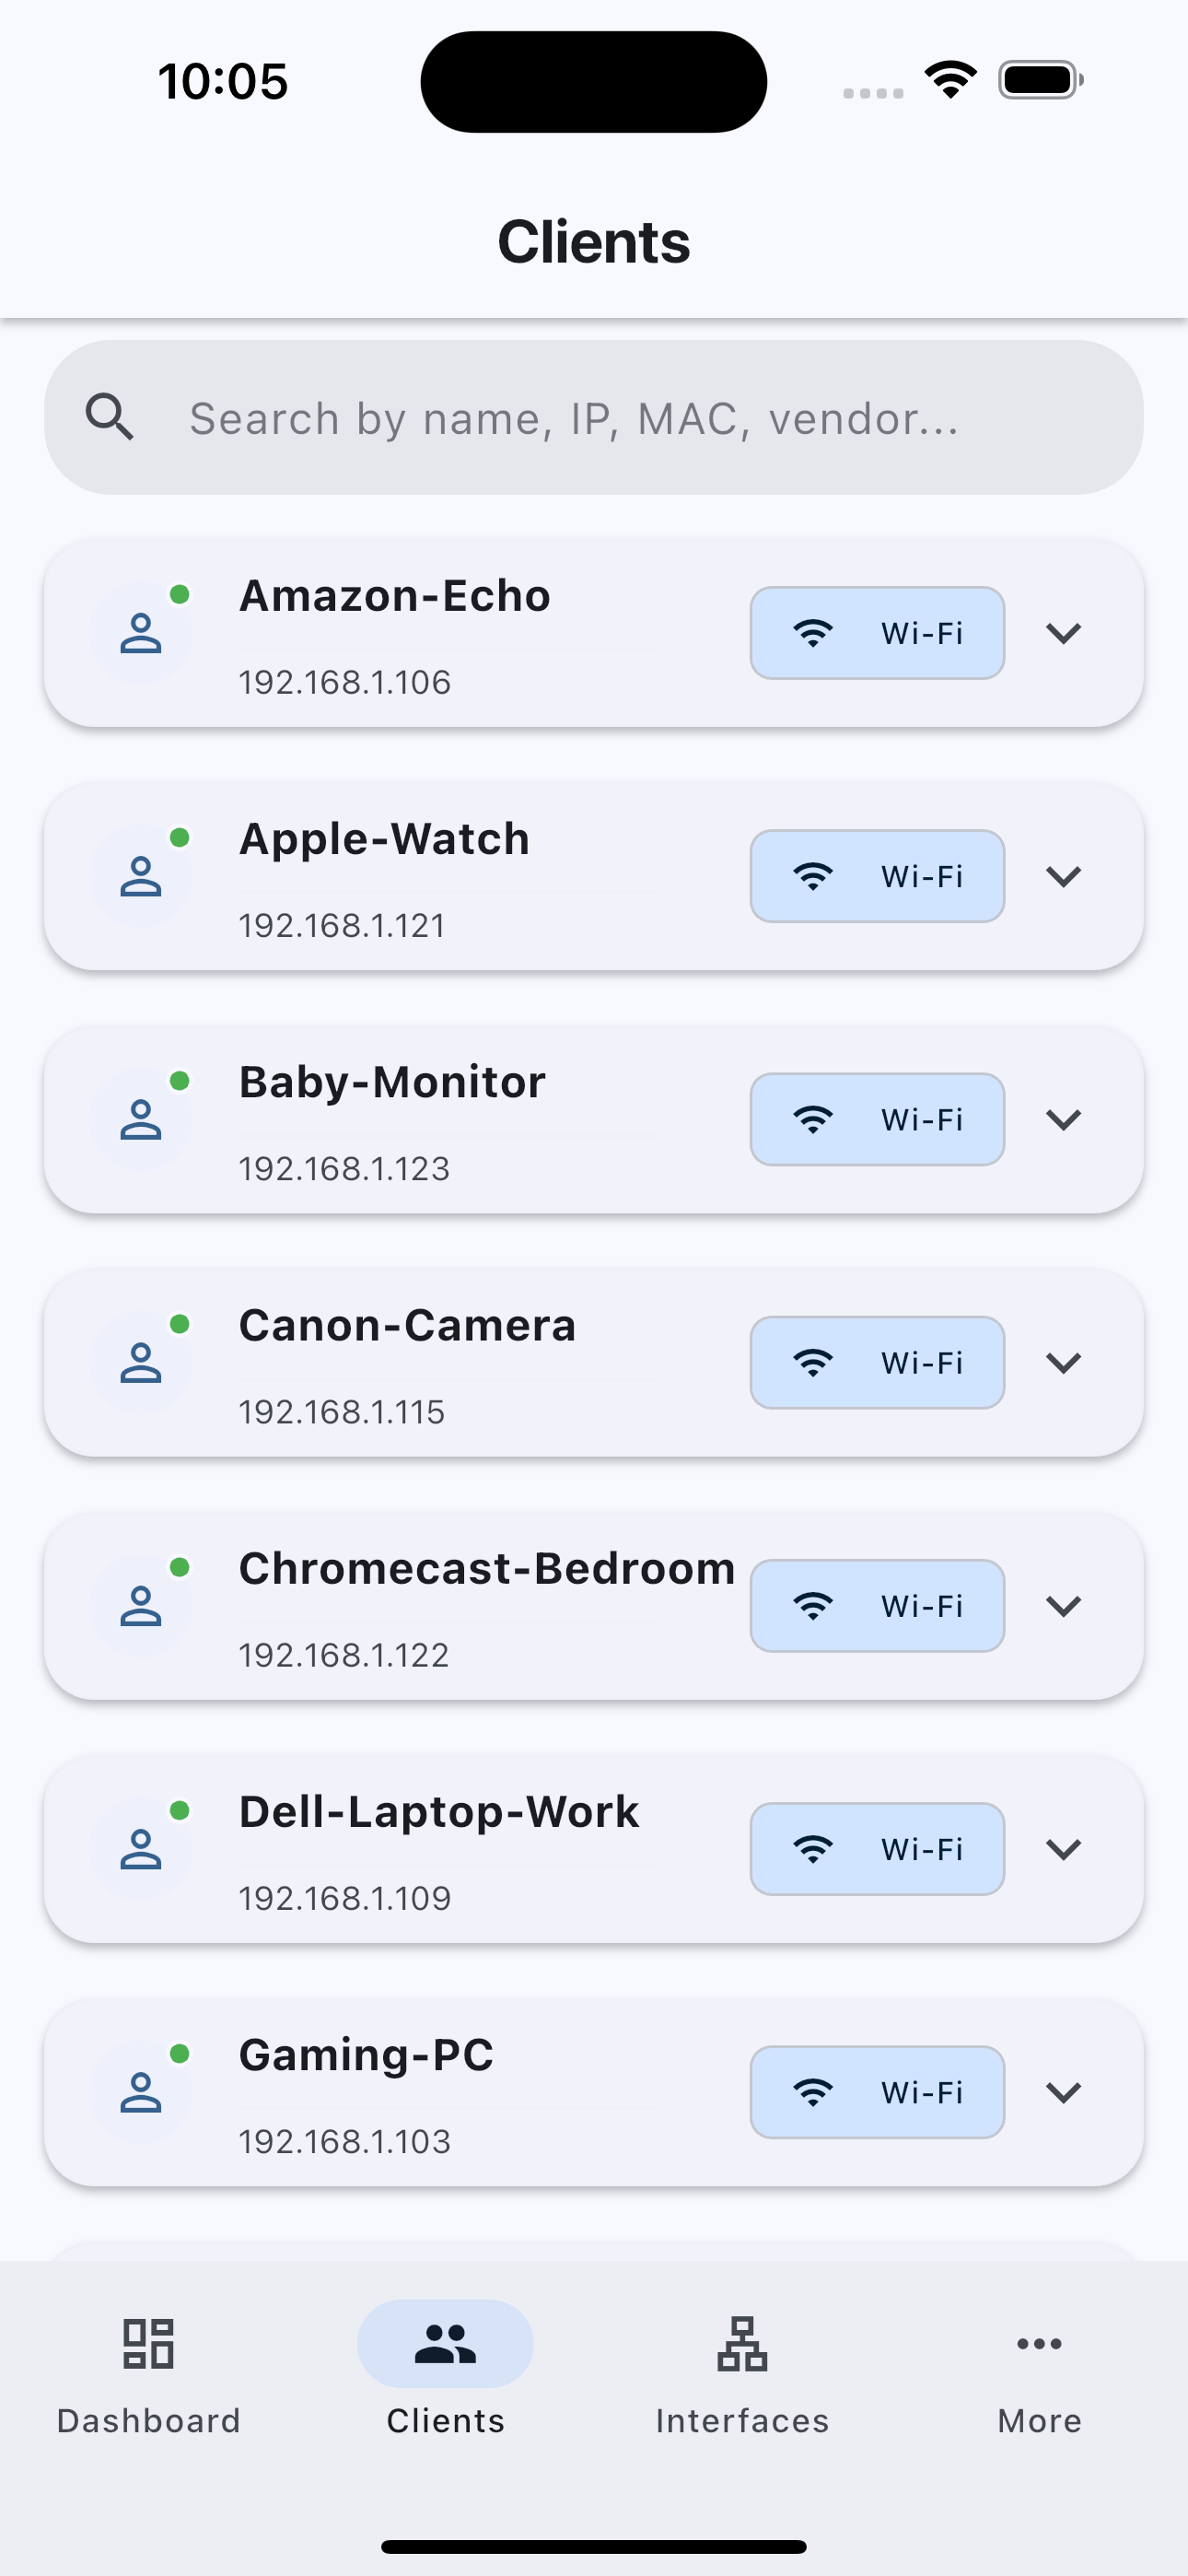 10:05
Clients
Search by name, IP, MAC, vendor...
Amazon-Echo
Wi-Fi
192.168.1.106
Apple-Watch
Wi-Fi
192.168.1.121
Baby-Monitor
Wi-Fi
192.168.1.123
Canon-Camera
Wi-Fi
192.168.1.115
Chromecast-Bedroom
Wi-Fi
192.168.1.122
Dell-Laptop-Work
Wi-Fi
192.168.1.109
Gaming-PC
Wi-Fi
192.168.1.103
Dashboard
Clients
Interfaces
More